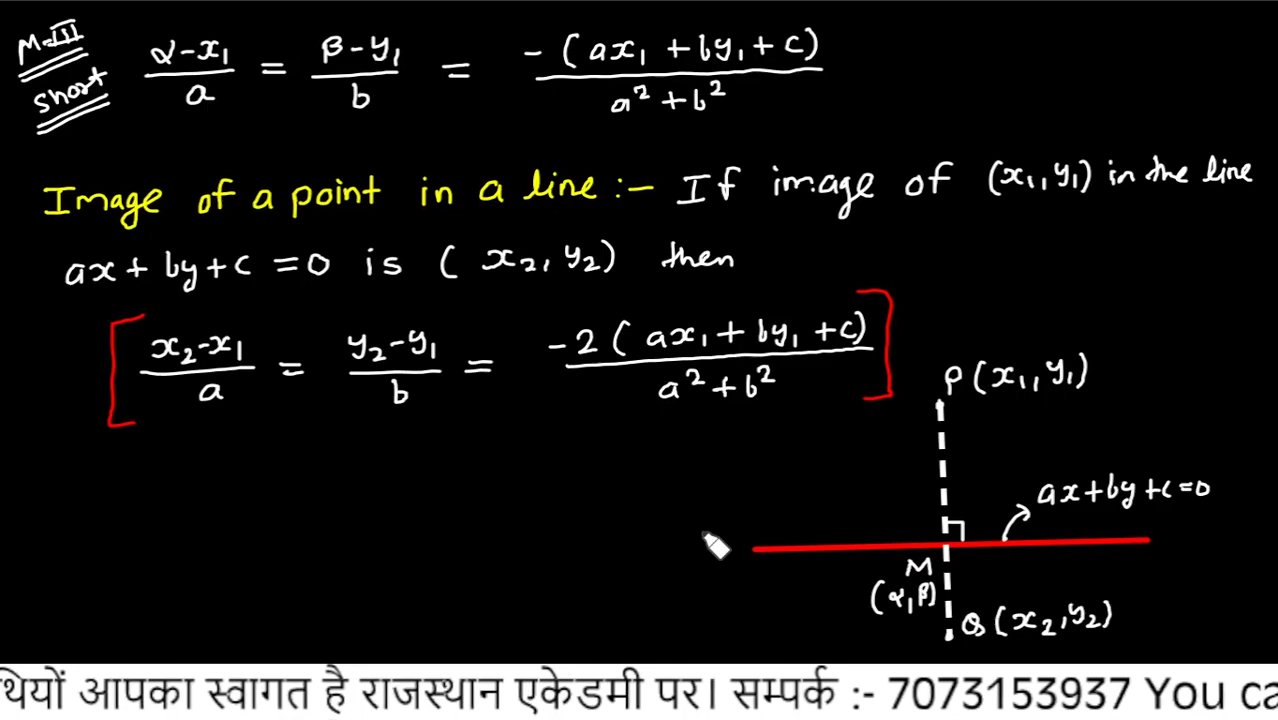 M-III
Short
α-x₁/a = β-y₁/b = -(ax₁+by₁+c)/a²+b²
Image of a point in a line :- If image of (x₁,y₁) in the line
ax+by+c=0 is (x₂,y₂) then
[x₂-x₁/a = y₂-y₁/b = -2(ax₁+by₁+c)/a²+b²]
P(x₁,y₁)
ax+by+c=0
M
(α,β)
Q(x₂,y₂)
थियों आपका स्वागत है राजस्थान एकेडमी पर। सम्पर्क :- 7073153937 You ca